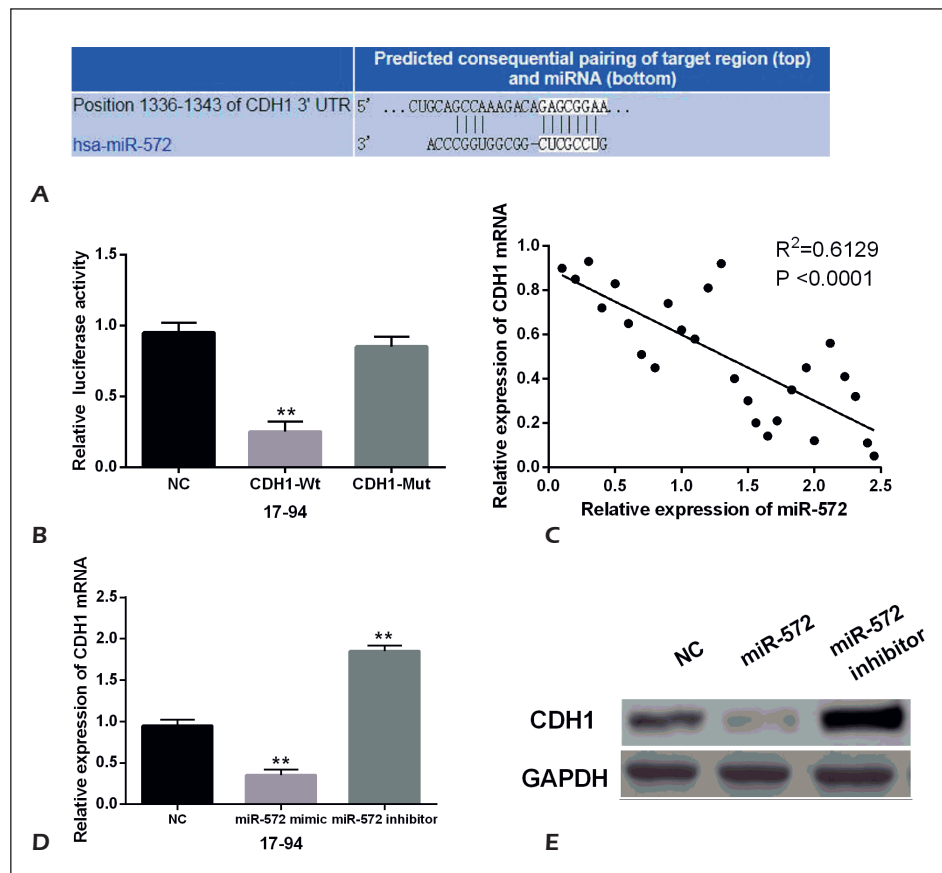 Predicted consequential pairing of target region (top)
and miRNA (bottom)
Position 1336-1343 of CDH1 3' UTR 5' ...CUGCAGCCAAAGACAGAGCGGAA...
hsa-miR-572 3' ACCCGGUGGCGG-CUCGCCUG
A
Relative luciferase activity
1.5
1.0
0.5
0.0
**
NC CDH1-Wt CDH1-Mut
17-94
B
Relative expression of CDH1 mRNA
1.0
0.8
0.6
0.4
0.2
0.0
R²=0.6129
P <0.0001
0.0 0.5 1.0 1.5 2.0 2.5
Relative expression of miR-572
C
Relative expression of CDH1 mRNA
2.5
2.0
1.5
1.0
0.5
0.0
**
**
NC miR-572 mimic miR-572 inhibitor
17-94
D
NC miR-572 miR-572
inhibitor
CDH1
GAPDH
E